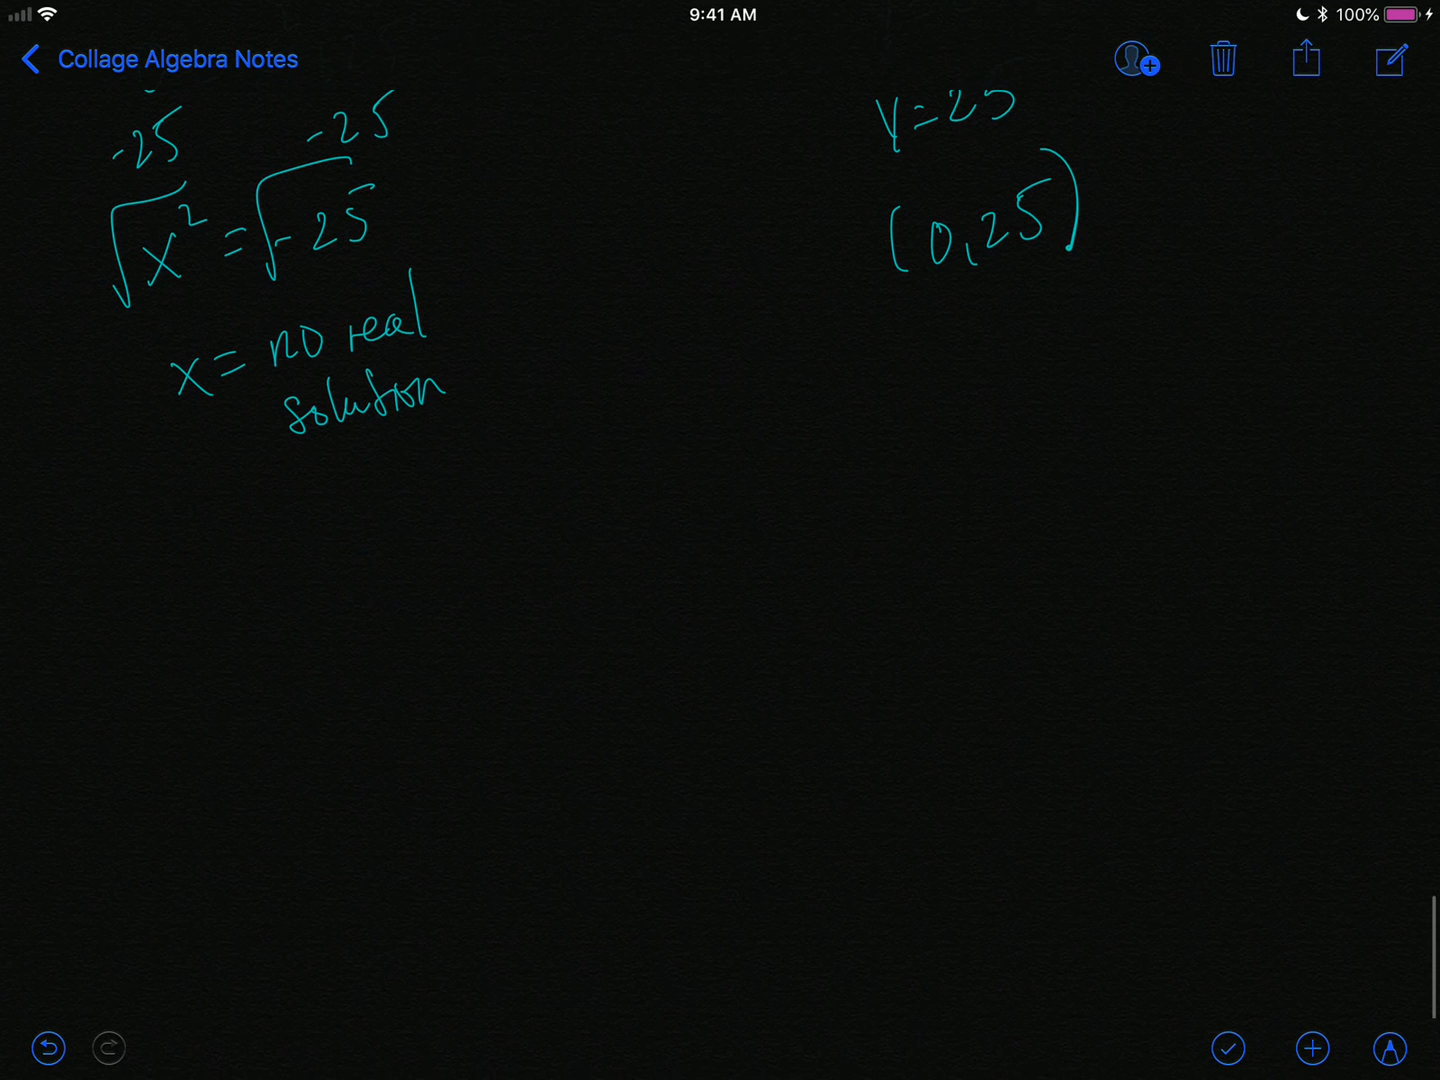 9:41 AM
100%
Collage Algebra Notes
-25 -25
√x² = √-25
x = no real
solution
y = 25
(0,25)